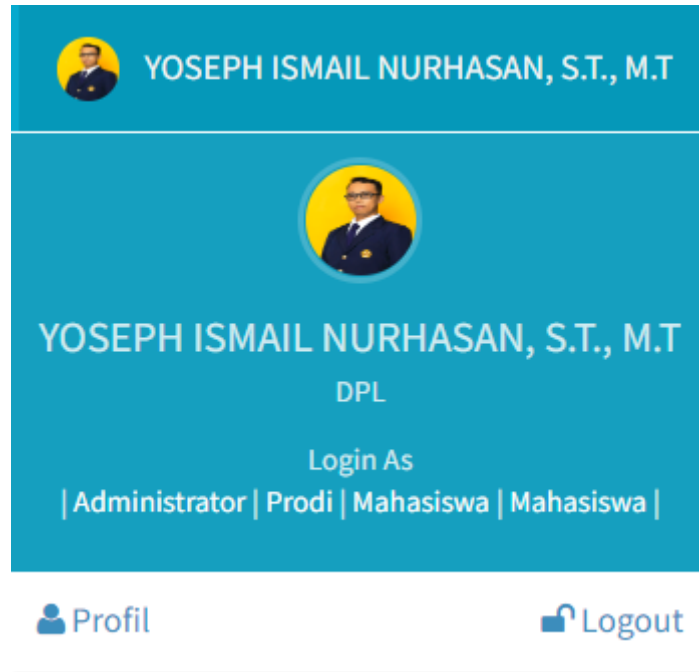 YOSEPH ISMAIL NURHASAN, S.T., M.T
YOSEPH ISMAIL NURHASAN, S.T., M.T
DPL
Login As
| Administrator | Prodi | Mahasiswa | Mahasiswa |
Profil
Logout